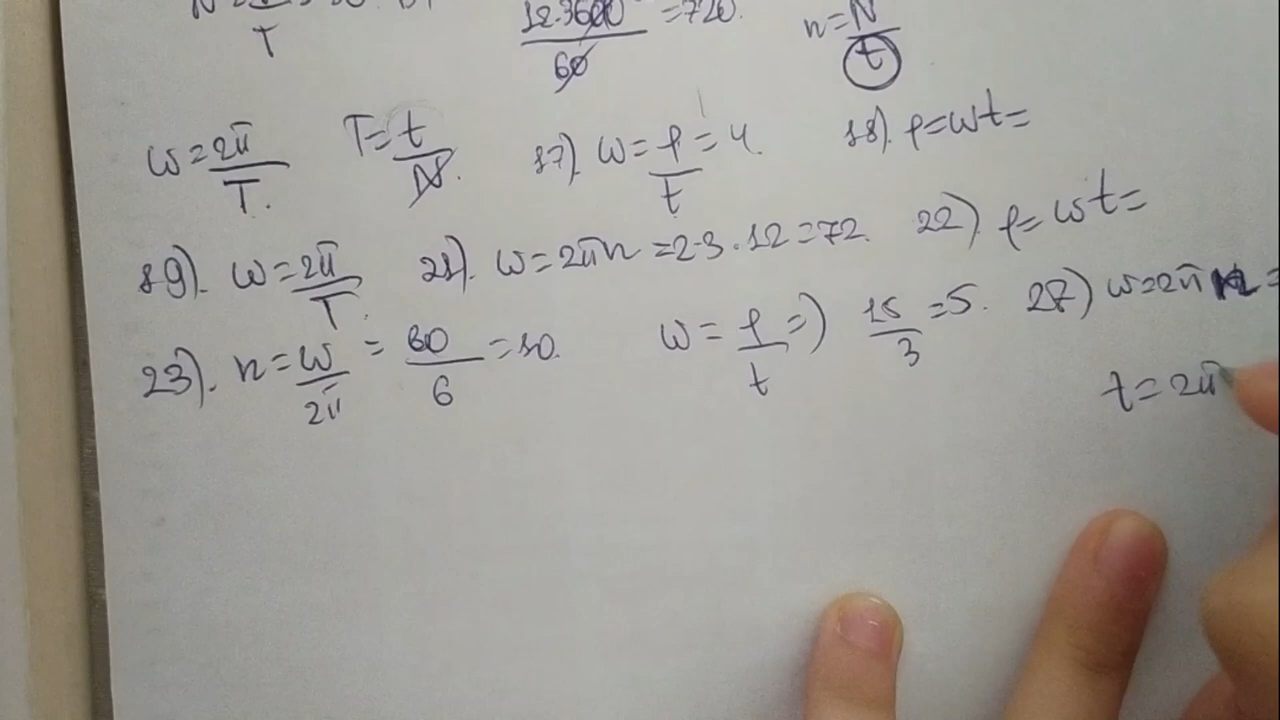 12·3600/60 =720. n=N/t
ω=2π/T. T=t/N. 17). ω=φ/t=4. 18). φ=ωt=
19). ω=2π/T. 21). ω=2πn=2·3·12=72. 22) φ=ωt=
23). n=ω/2π=60/6=10. ω=φ/t=) 15/3=5. 27) ω=2πn=
t=2π